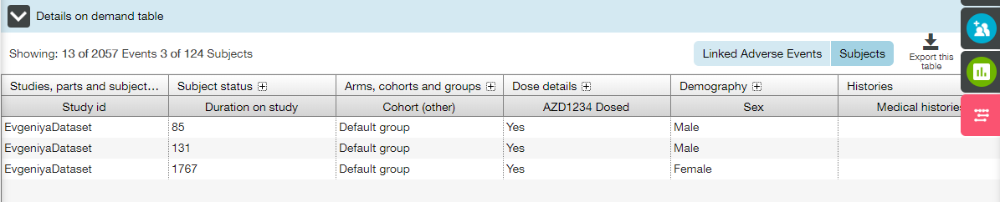 Details on demand table
Showing: 13 of 2057 Events 3 of 124 Subjects
Linked Adverse Events Subjects
Export this
table
Studies, parts and subject... Subject status Arms, cohorts and groups Dose details Demography Histories
Study id Duration on study Cohort (other) AZD1234 Dosed Sex Medical histories
EvgeniyaDataset 85 Default group Yes Male
EvgeniyaDataset 131 Default group Yes Male
EvgeniyaDataset 1767 Default group Yes Female